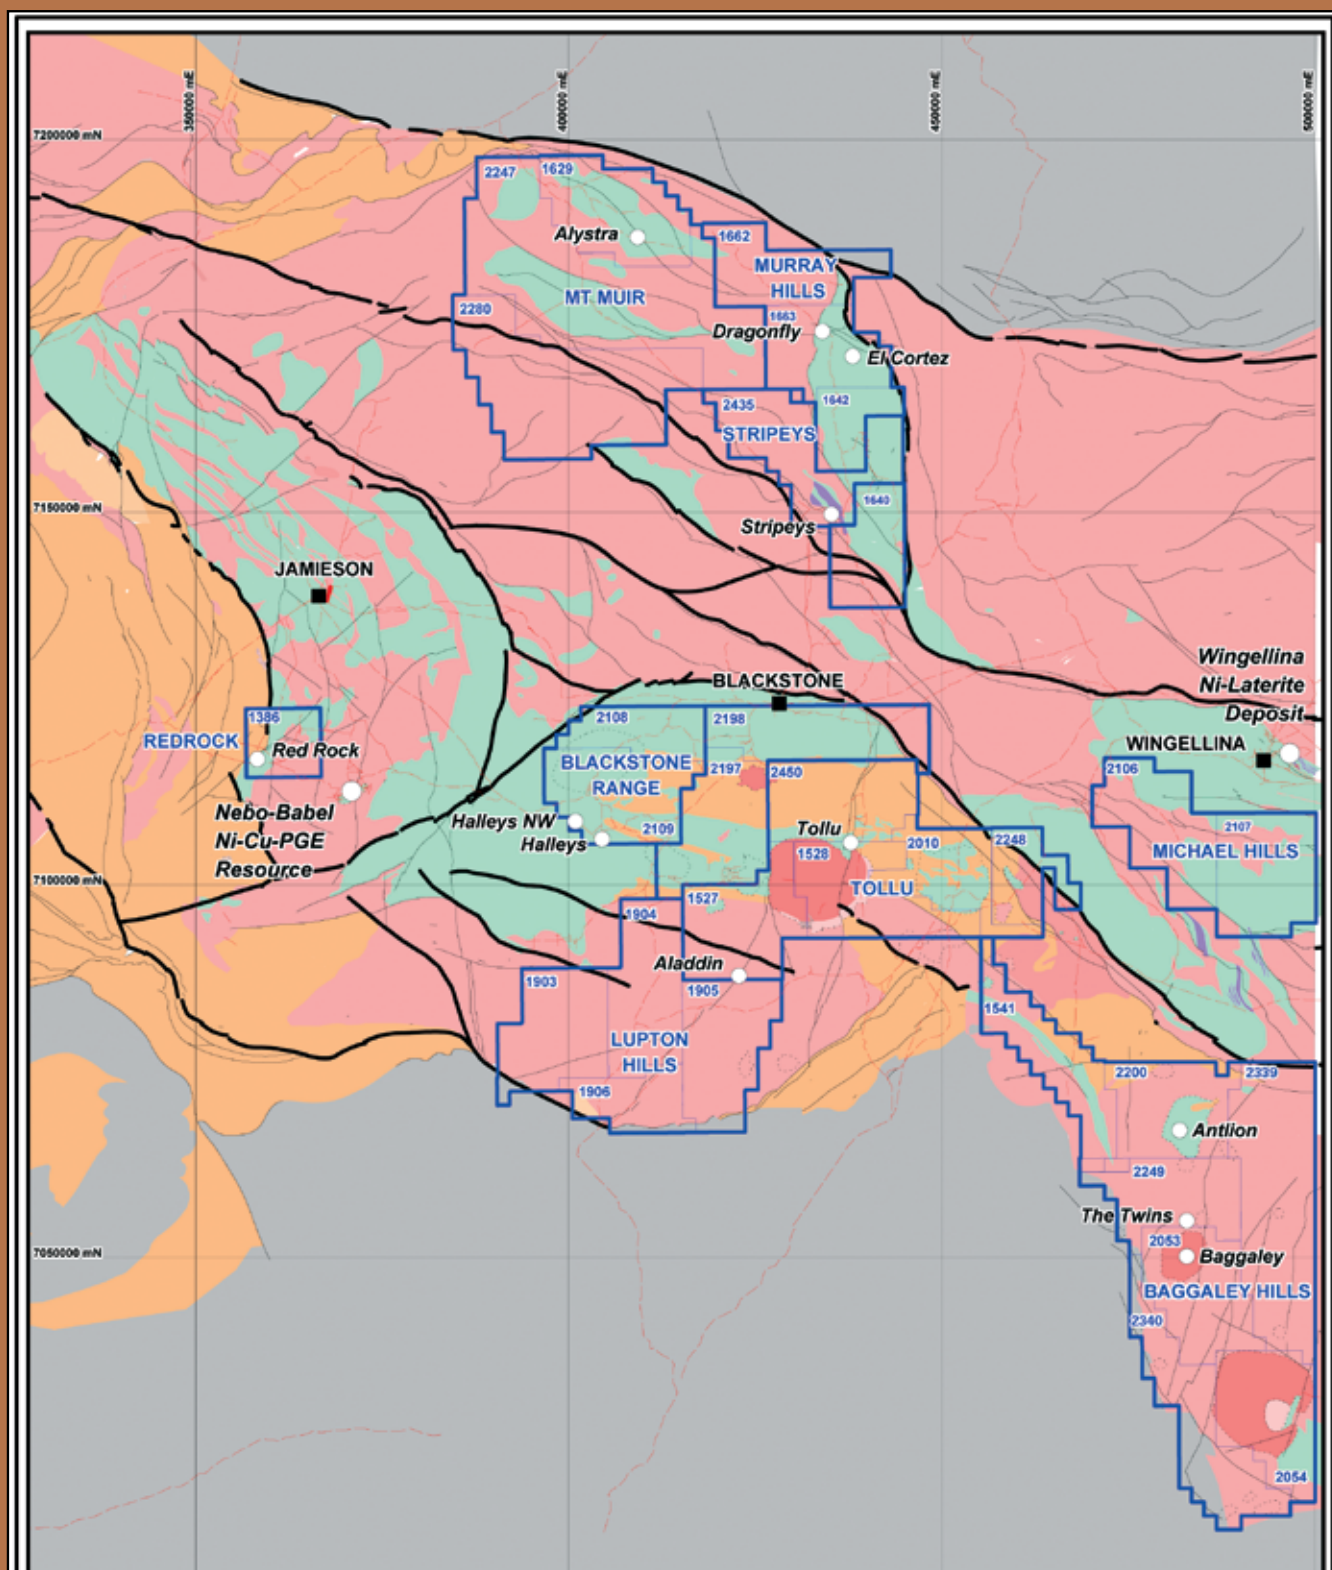 350000 mE
400000 mE
450000 mE
500000 mE
7200000 mN
2247
1629
Alystra
1662
MURRAY
HILLS
MT MUIR
2280
1663
Dragonfly
El Cortez
2435
1642
STRIPEYS
7150000 mN
1640
Stripeys
JAMIESON
Wingellina
Ni-Laterite
Deposit
BLACKSTONE
1386
2108
2198
REDROCK
Red Rock
WINGELLINA
BLACKSTONE
RANGE
2197
2450
2106
Nebo-Babel
Ni-Cu-PGE
Resource
Halleys NW
Halleys
2109
Tollu
1528
2010
2248
2107
MICHAEL HILLS
7100000 mN
TOLLU
1527
1904
Aladdin
1903
1905
1541
LUPTON
HILLS
1906
2200
2339
Antlion
2249
The Twins
2053
7050000 mN
Baggaley
BAGGALEY HILLS
2340
2054